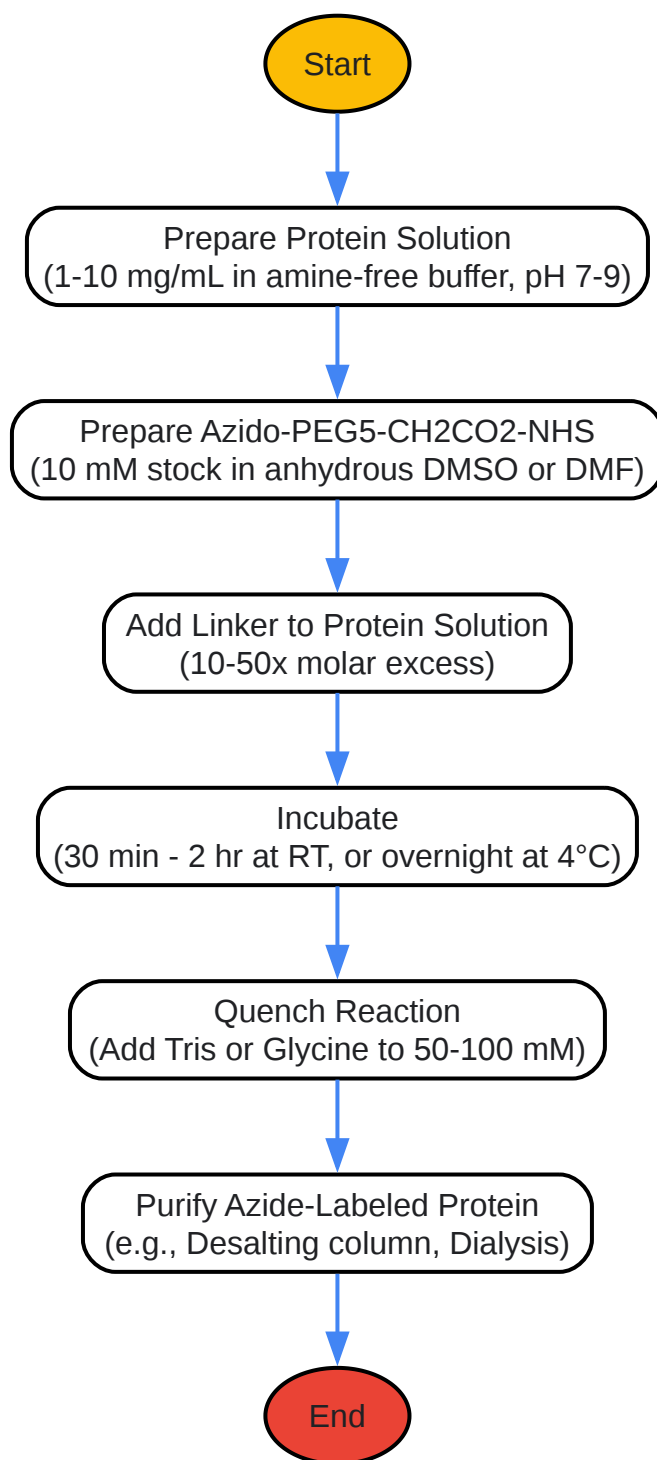 Start
Prepare Protein Solution
(1-10 mg/mL in amine-free buffer, pH 7-9)
Prepare Azido-PEG5-CH2CO2-NHS
(10 mM stock in anhydrous DMSO or DMF)
Add Linker to Protein Solution
(10-50x molar excess)
Incubate
(30 min - 2 hr at RT, or overnight at 4°C)
Quench Reaction
(Add Tris or Glycine to 50-100 mM)
Purify Azide-Labeled Protein
(e.g., Desalting column, Dialysis)
End